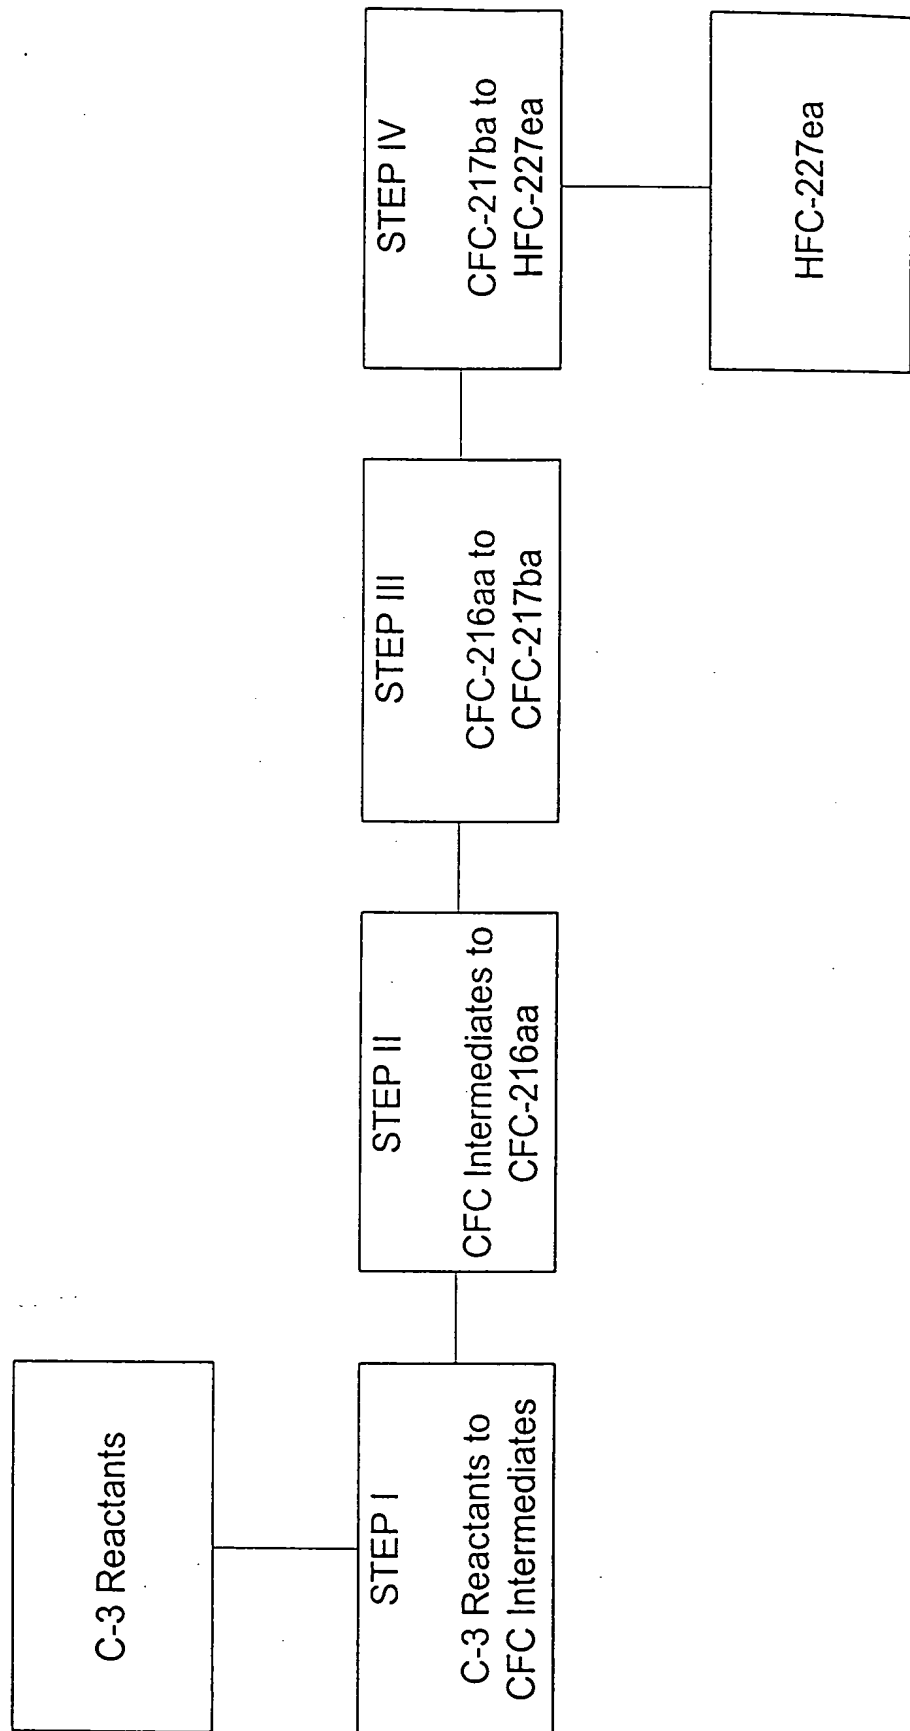 C-3 Reactants
STEP I
C-3 Reactants to
CFC Intermediates
STEP II
CFC Intermediates to
CFC-216aa
STEP III
CFC-216aa to
CFC-217ba
STEP IV
CFC-217ba to
HFC-227ea
HFC-227ea